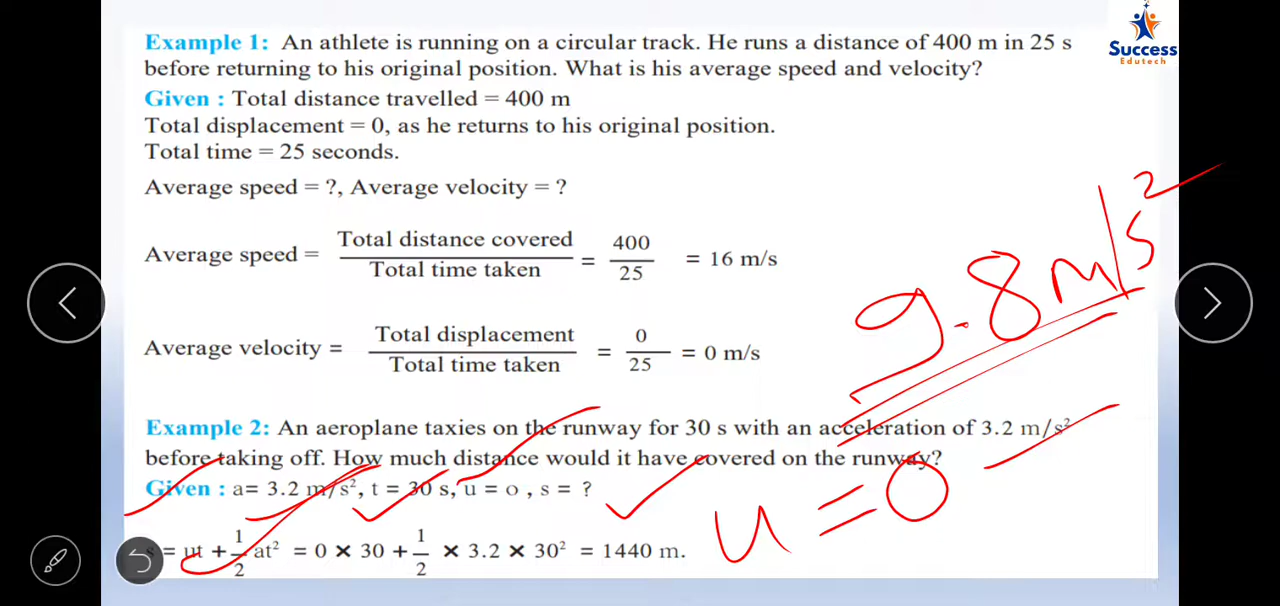 Success
Edutech
Example 1: An athlete is running on a circular track. He runs a distance of 400 m in 25 s
before returning to his original position. What is his average speed and velocity?
Given : Total distance travelled = 400 m
Total displacement = 0, as he returns to his original position.
Total time = 25 seconds.
Average speed = ?, Average velocity = ?
Average speed = Total distance covered / Total time taken = 400 / 25 = 16 m/s
Average velocity = Total displacement / Total time taken = 0 / 25 = 0 m/s
9.8 m/s²
Example 2: An aeroplane taxies on the runway for 30 s with an acceleration of 3.2 m/s²
before taking off. How much distance would it have covered on the runway?
Given : a= 3.2 m/s², t = 30 s, u = o , s = ?
= ut + 1/2 at² = 0 × 30 + 1/2 × 3.2 × 30² = 1440 m.
u = 0